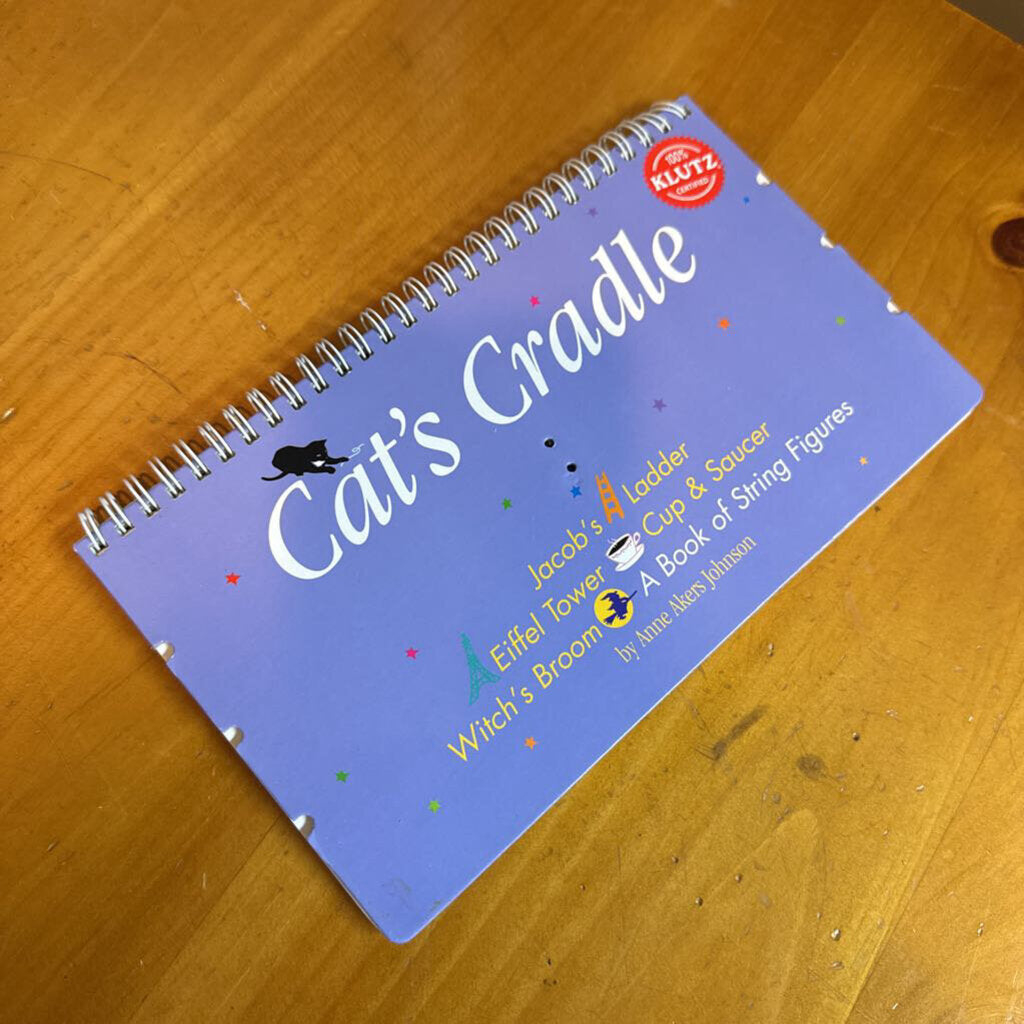 100%
KLUTZ
CERTIFIED
Cat's Cradle
Jacob's Ladder
Eiffel Tower Cup & Saucer
Witch's Broom A Book of String Figures
by Anne Akers Johnson